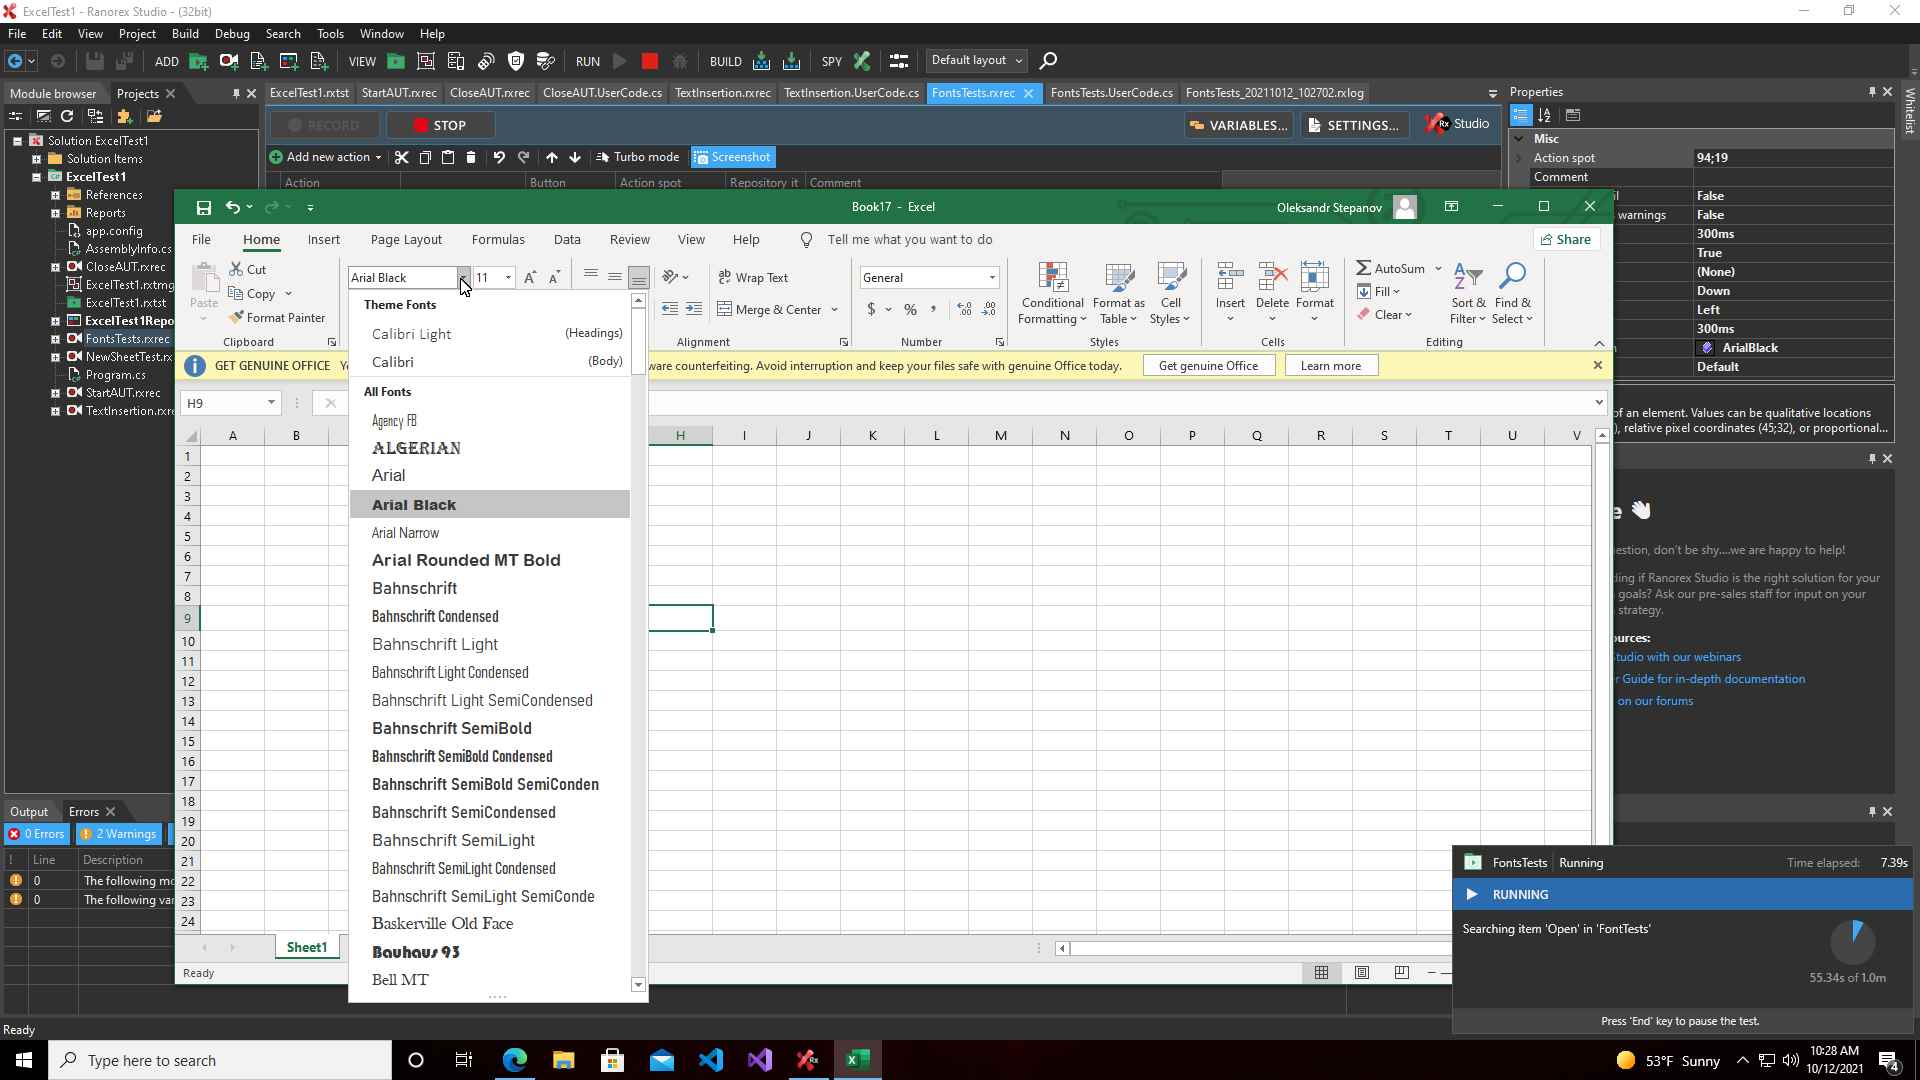 ExcelTest1 - Ranorex Studio - (32bit)
File Edit View Project Build Debug Search Tools Window Help
ADD VIEW RUN BUILD SPY Default layout
Module browser Projects
ExcelTest1.rxtst StartAUT.rxrec CloseAUT.rxrec CloseAUT.UserCode.cs TextInsertion.rxrec TextInsertion.UserCode.cs FontsTests.rxrec FontsTests.UserCode.cs FontsTests_20211012_102702.rxlog
Properties
Whitelist
RECORD STOP VARIABLES... SETTINGS... Rx Studio
Add new action Turbo mode Screenshot
Action Button Action spot Repository it Comment
Solution ExcelTest1
Solution Items
ExcelTest1
References
Reports
app.config
AssemblyInfo.cs
CloseAUT.rxrec
ExcelTest1.rxtmg
ExcelTest1.rxtst
ExcelTest1Repo
FontsTests.rxrec
NewSheetTest.rx
Program.cs
StartAUT.rxrec
TextInsertion.rxre
Misc
Action spot 94;19
Comment
False
warnings False
300ms
True
(None)
Down
Left
300ms
ArialBlack
Default
of an element. Values can be qualitative locations
, relative pixel coordinates (45;32), or proportional...
Book17 - Excel
Oleksandr Stepanov
File Home Insert Page Layout Formulas Data Review View Help Tell me what you want to do Share
Paste
Cut
Copy
Format Painter
Clipboard
Arial Black 11
Wrap Text
Merge & Center
Alignment
General
$ %
Number
Conditional Formatting
Format as Table
Cell Styles
Styles
Insert Delete Format
Cells
AutoSum
Fill
Clear
Sort & Filter
Find & Select
Editing
GET GENUINE OFFICE
ware counterfeiting. Avoid interruption and keep your files safe with genuine Office today. Get genuine Office Learn more
H9
A B H I J K L M N O P Q R S T U V
1
2
3
4
5
6
7
8
9
10
11
12
13
14
15
16
17
18
19
20
21
22
23
24
Theme Fonts
Calibri Light (Headings)
Calibri (Body)
All Fonts
Agency FB
ALGERIAN
Arial
Arial Black
Arial Narrow
Arial Rounded MT Bold
Bahnschrift
Bahnschrift Condensed
Bahnschrift Light
Bahnschrift Light Condensed
Bahnschrift Light SemiCondensed
Bahnschrift SemiBold
Bahnschrift SemiBold Condensed
Bahnschrift SemiBold SemiConden
Bahnschrift SemiCondensed
Bahnschrift SemiLight
Bahnschrift SemiLight Condensed
Bahnschrift SemiLight SemiConde
Baskerville Old Face
Bauhaus 93
Bell MT
Sheet1
Ready
estion, don't be shy....we are happy to help!
ding if Ranorex Studio is the right solution for your
goals? Ask our pre-sales staff for input on your
strategy.
ources:
Studio with our webinars
r Guide for in-depth documentation
on our forums
Output Errors
0 Errors 2 Warnings
! Line Description
0 The following mo
0 The following var
FontsTests Running Time elapsed: 7.39s
RUNNING
Searching item 'Open' in 'FontTests'
55.34s of 1.0m
Press 'End' key to pause the test.
Ready
Type here to search
53°F Sunny
10:28 AM
10/12/2021
4